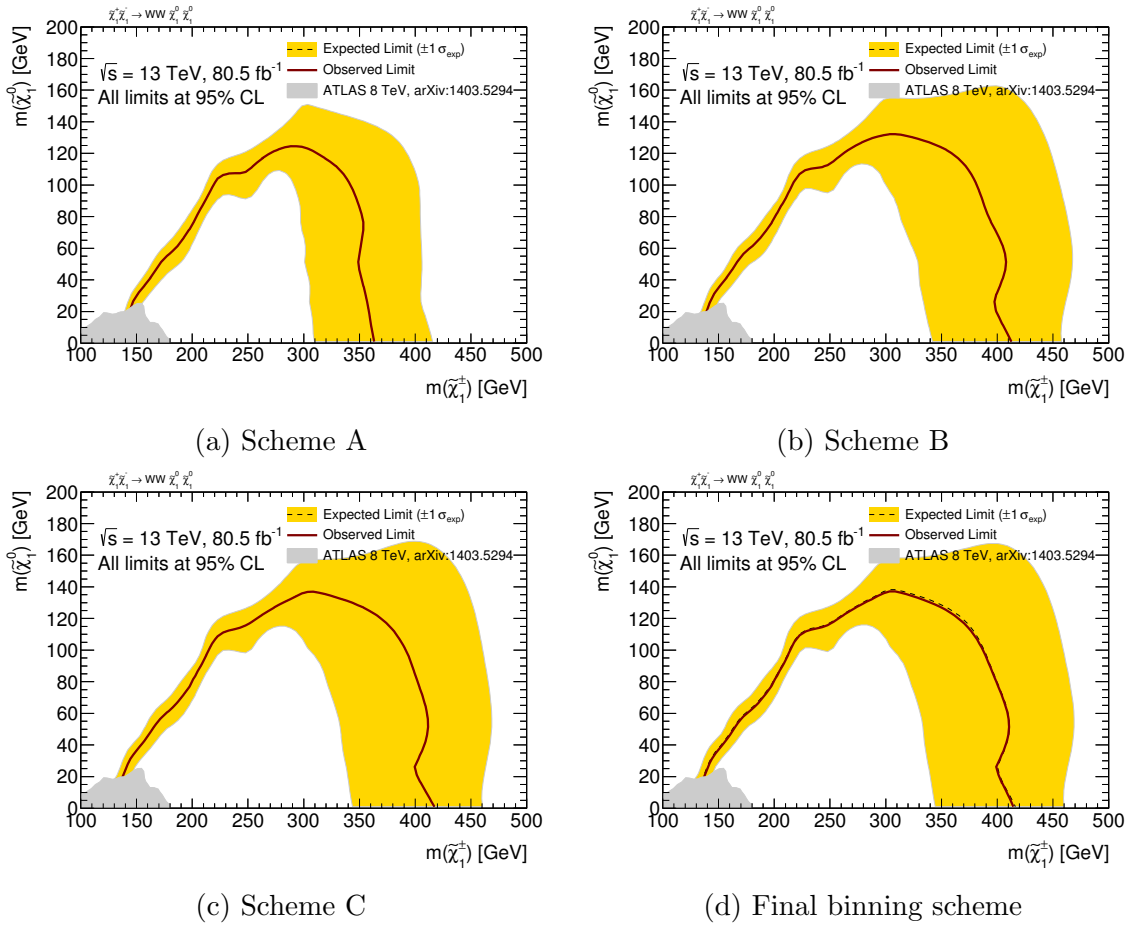 χ̃₁⁺χ̃₁⁻ → WW χ̃₁⁰ χ̃₁⁰
m(χ̃₁⁰) [GeV]
200
180
160
140
120
100
80
60
40
20
0
Expected Limit (±1 σexp)
Observed Limit
ATLAS 8 TeV, arXiv:1403.5294
√s = 13 TeV, 80.5 fb⁻¹
All limits at 95% CL
100 150 200 250 300 350 400 450 500
m(χ̃₁±) [GeV]
(a) Scheme A
χ̃₁⁺χ̃₁⁻ → WW χ̃₁⁰ χ̃₁⁰
m(χ̃₁⁰) [GeV]
200
180
160
140
120
100
80
60
40
20
0
Expected Limit (±1 σexp)
Observed Limit
ATLAS 8 TeV, arXiv:1403.5294
√s = 13 TeV, 80.5 fb⁻¹
All limits at 95% CL
100 150 200 250 300 350 400 450 500
m(χ̃₁±) [GeV]
(b) Scheme B
χ̃₁⁺χ̃₁⁻ → WW χ̃₁⁰ χ̃₁⁰
m(χ̃₁⁰) [GeV]
200
180
160
140
120
100
80
60
40
20
0
Expected Limit (±1 σexp)
Observed Limit
ATLAS 8 TeV, arXiv:1403.5294
√s = 13 TeV, 80.5 fb⁻¹
All limits at 95% CL
100 150 200 250 300 350 400 450 500
m(χ̃₁±) [GeV]
(c) Scheme C
χ̃₁⁺χ̃₁⁻ → WW χ̃₁⁰ χ̃₁⁰
m(χ̃₁⁰) [GeV]
200
180
160
140
120
100
80
60
40
20
0
Expected Limit (±1 σexp)
Observed Limit
ATLAS 8 TeV, arXiv:1403.5294
√s = 13 TeV, 80.5 fb⁻¹
All limits at 95% CL
100 150 200 250 300 350 400 450 500
m(χ̃₁±) [GeV]
(d) Final binning scheme